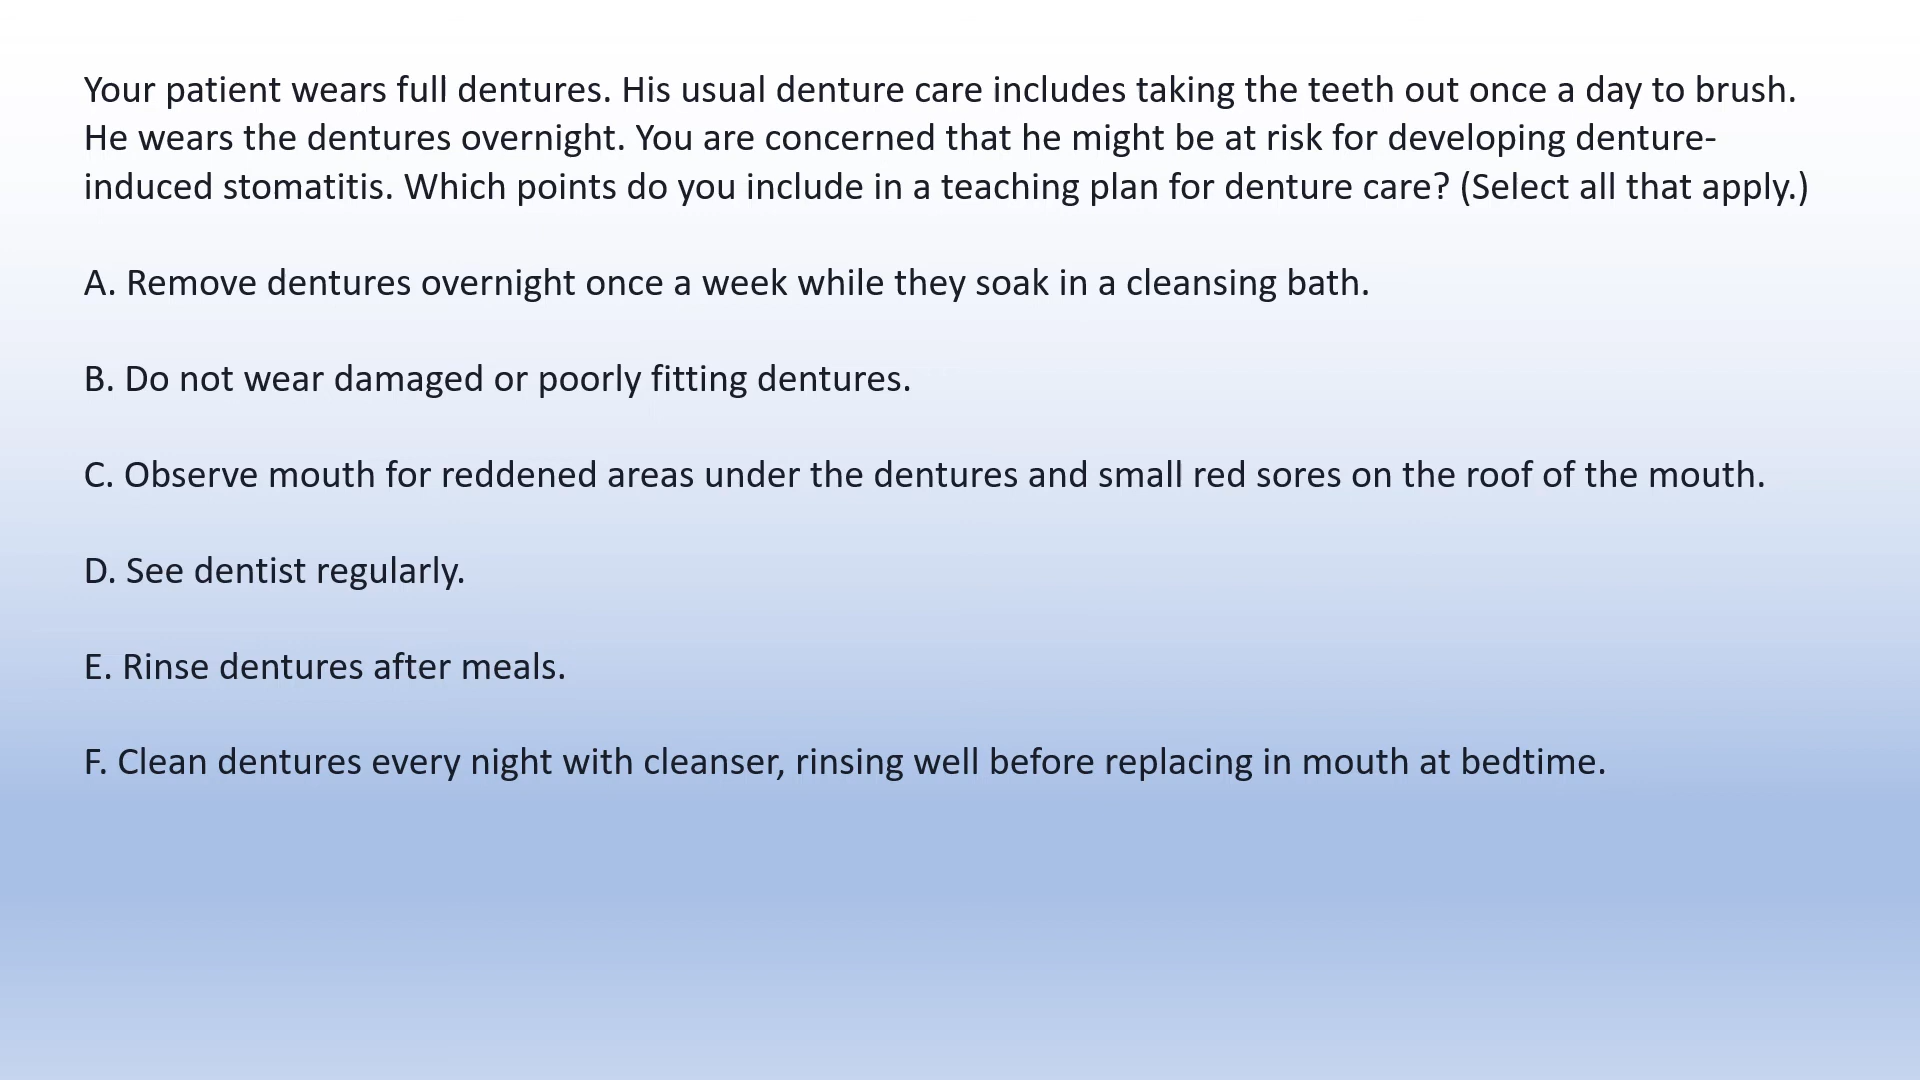 Your patient wears full dentures. His usual denture care includes taking the teeth out once a day to brush.
He wears the dentures overnight. You are concerned that he might be at risk for developing denture-
induced stomatitis. Which points do you include in a teaching plan for denture care? (Select all that apply.)
A. Remove dentures overnight once a week while they soak in a cleansing bath.
B. Do not wear damaged or poorly fitting dentures.
C. Observe mouth for reddened areas under the dentures and small red sores on the roof of the mouth.
D. See dentist regularly.
E. Rinse dentures after meals.
F. Clean dentures every night with cleanser, rinsing well before replacing in mouth at bedtime.